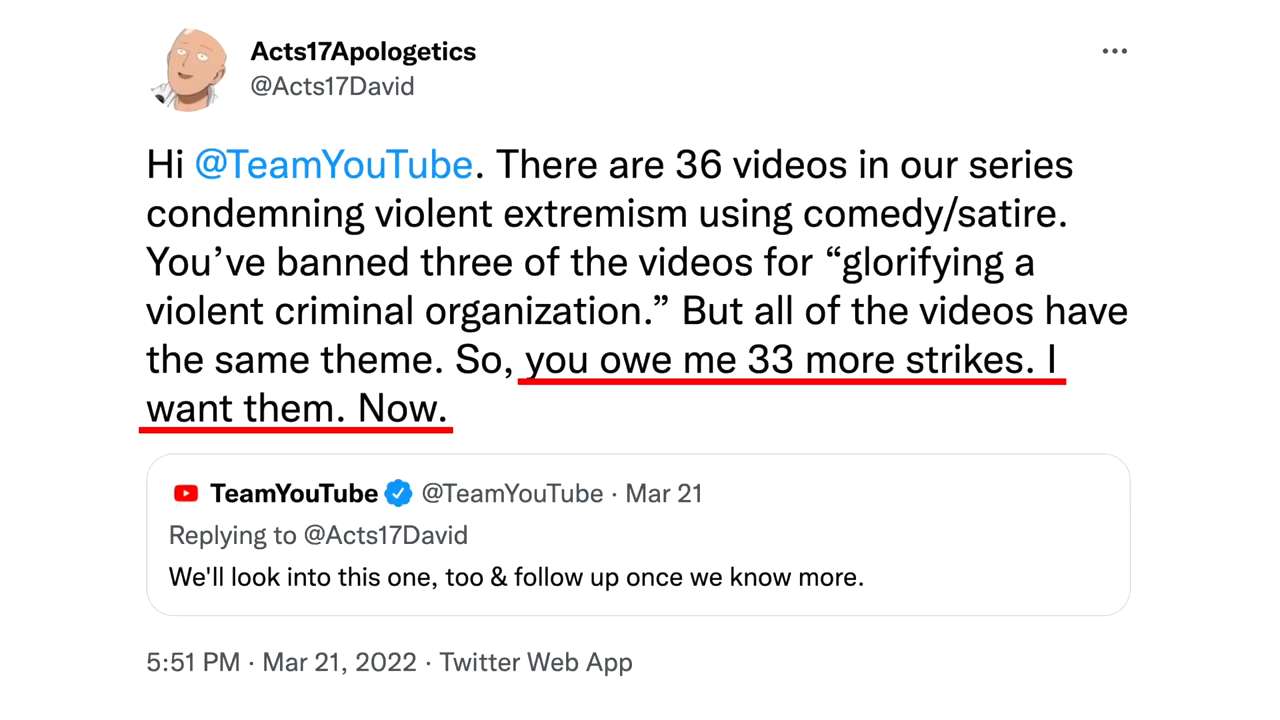 Acts17Apologetics
@Acts17David
Hi @TeamYouTube. There are 36 videos in our series
condemning violent extremism using comedy/satire.
You’ve banned three of the videos for “glorifying a
violent criminal organization.” But all of the videos have
the same theme. So, you owe me 33 more strikes. I
want them. Now.
TeamYouTube @TeamYouTube · Mar 21
Replying to @Acts17David
We'll look into this one, too & follow up once we know more.
5:51 PM · Mar 21, 2022 · Twitter Web App